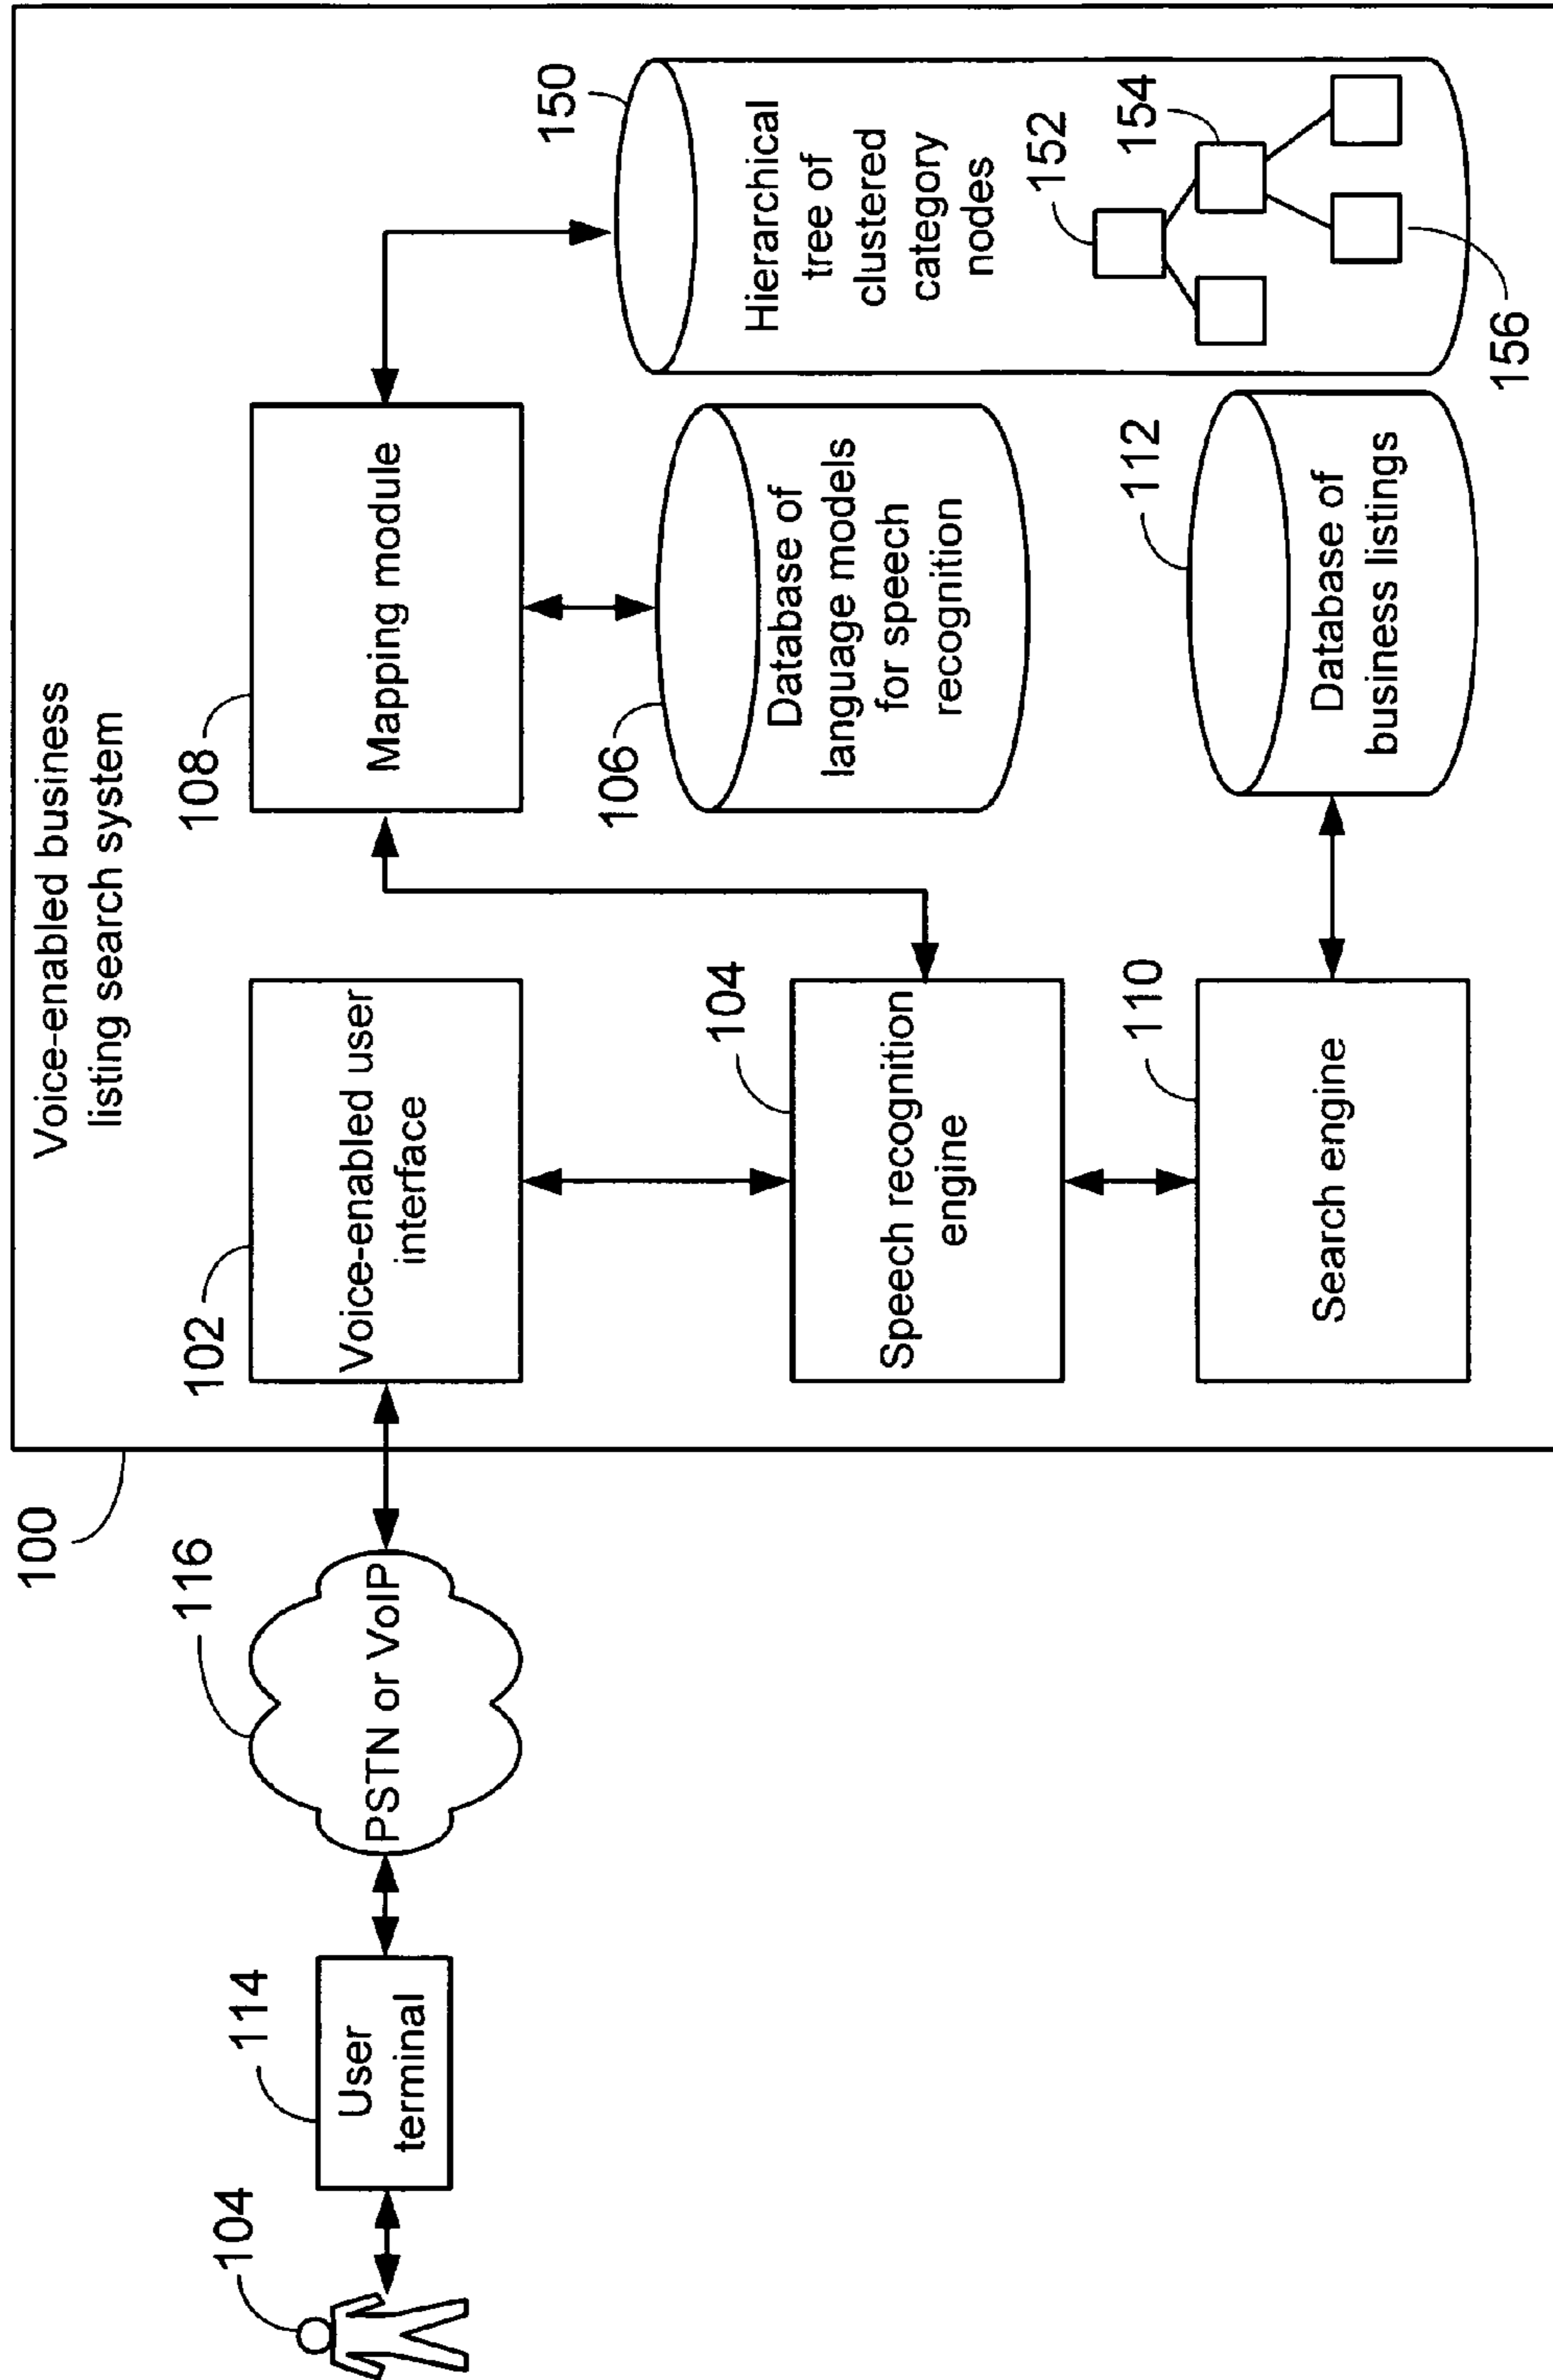 100
Voice-enabled business
listing search system
104
114
User
terminal
116
PSTN or VoIP
102
Voice-enabled user
interface
108
Mapping module
150
Hierarchical
tree of
clustered
category
nodes
152
154
156
104
Speech recognition
engine
106
Database of
language models
for speech
recognition
110
Search engine
112
Database of
business listings